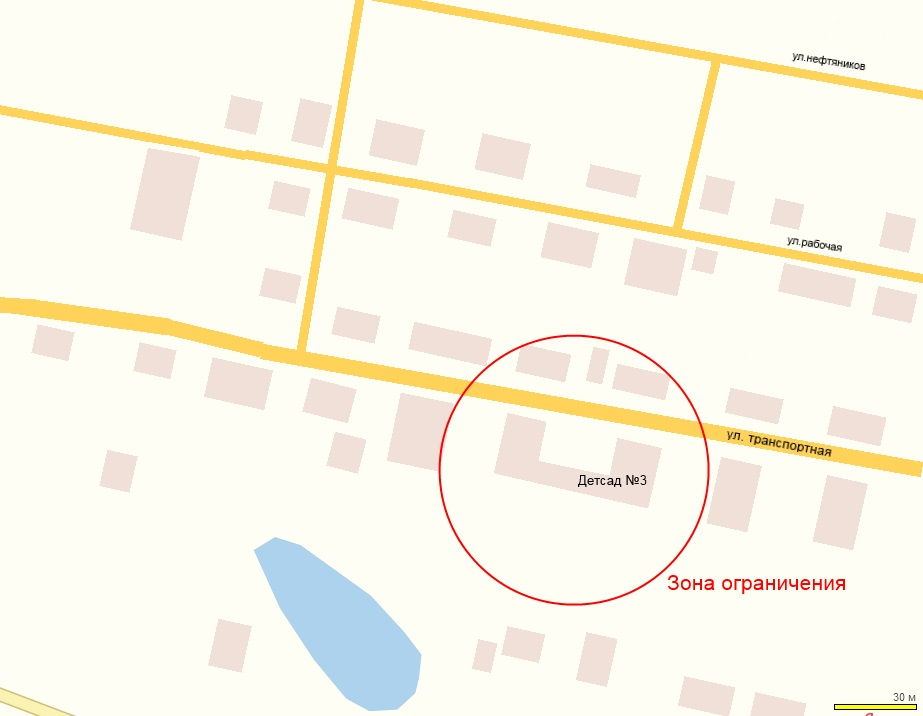 ул.нефтяников
ул.рабочая
ул. транспортная
Детсад №3
Зона ограничения
30 м